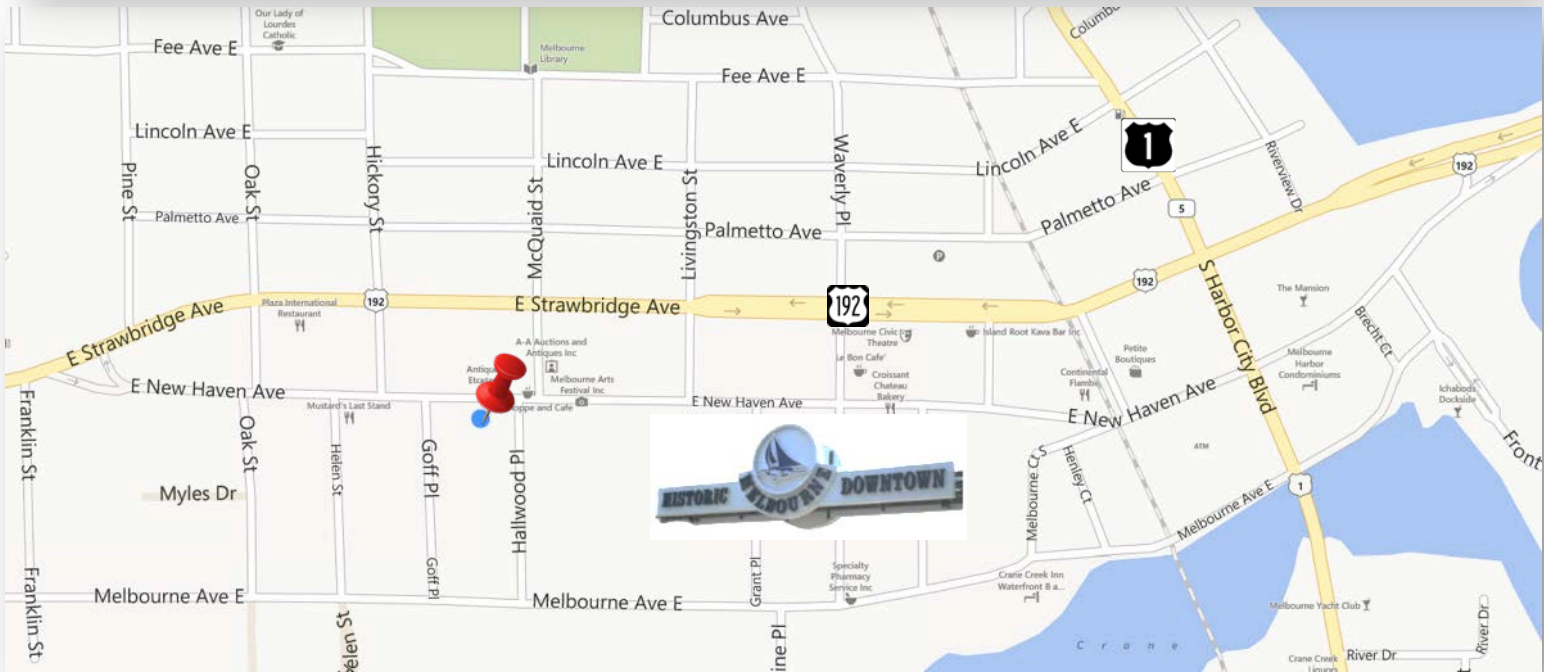 Our Lady of
Lourdes
Catholic
Columbus Ave
Fee Ave E
Melbourne
Library
Fee Ave E
Lincoln Ave E
Lincoln Ave E
Lincoln Ave E
1
192
Pine St
Oak St
Hickory St
McQuaid St
Livingston St
Waverly Pl
Riverview Dr
Palmetto Ave
Palmetto Ave
Palmetto Ave
5
P
192
192
E Strawbridge Ave
192
E Strawbridge Ave
Plaza International
Restaurant
S Harbor City Blvd
The Mansion
Brecht Ct
Melbourne Civic
Theatre
Island Root Kava Bar Inc
A-A Auctions and
Antiques Inc
Le Bon Cafe'
Croissant
Chateau
Bakery
Petite
Boutiques
Melbourne
Harbor
Condominiums
Continental
Flambe
Ichabods
Dockside
Melbourne Arts
Festival Inc
oppe and Cafe
E New Haven Ave
E New Haven Ave
E New Haven Ave
Mustard's Last Stand
Franklin St
Oak St
Helen St
Goff Pl
Hallwood Pl
ATM
Front
Melbourne Ct S
Henley Ct
HISTORIC MELBOURNE DOWNTOWN
Myles Dr
1
Melbourne Ave E
Franklin St
Goff Pl
Grant Pl
Specialty
Pharmacy
Service Inc
Crane Creek Inn
Waterfront B a...
Melbourne Ave E
Melbourne Ave E
Melbourne Yacht Club
River Dr
elen St
ine Pl
Crane
Crane Creek
Liquors
River Dr